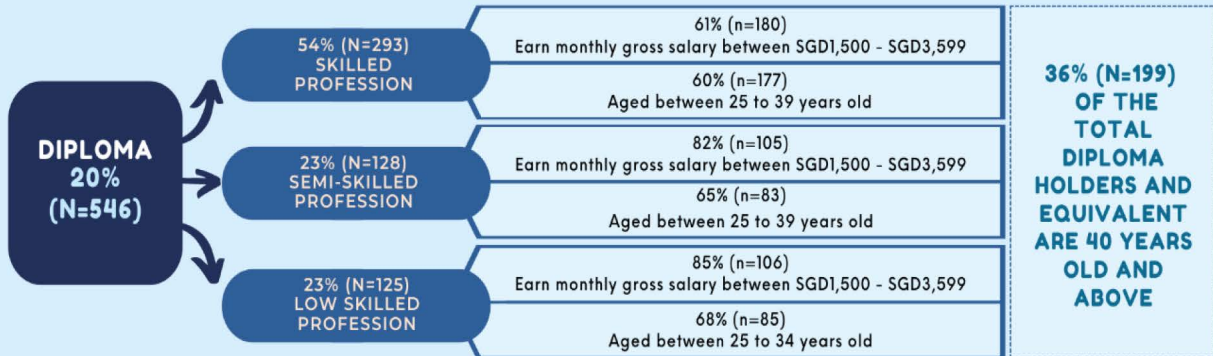 DIPLOMA
20%
(N=546)
54% (N=293)
SKILLED
PROFESSION
61% (n=180)
Earn monthly gross salary between SGD1,500 - SGD3,599
60% (n=177)
Aged between 25 to 39 years old
23% (N=128)
SEMI-SKILLED
PROFESSION
82% (n=105)
Earn monthly gross salary between SGD1,500 - SGD3,599
65% (n=83)
Aged between 25 to 39 years old
23% (N=125)
LOW SKILLED
PROFESSION
85% (n=106)
Earn monthly gross salary between SGD1,500 - SGD3,599
68% (n=85)
Aged between 25 to 34 years old
36% (N=199)
OF THE
TOTAL
DIPLOMA
HOLDERS AND
EQUIVALENT
ARE 40 YEARS
OLD AND
ABOVE